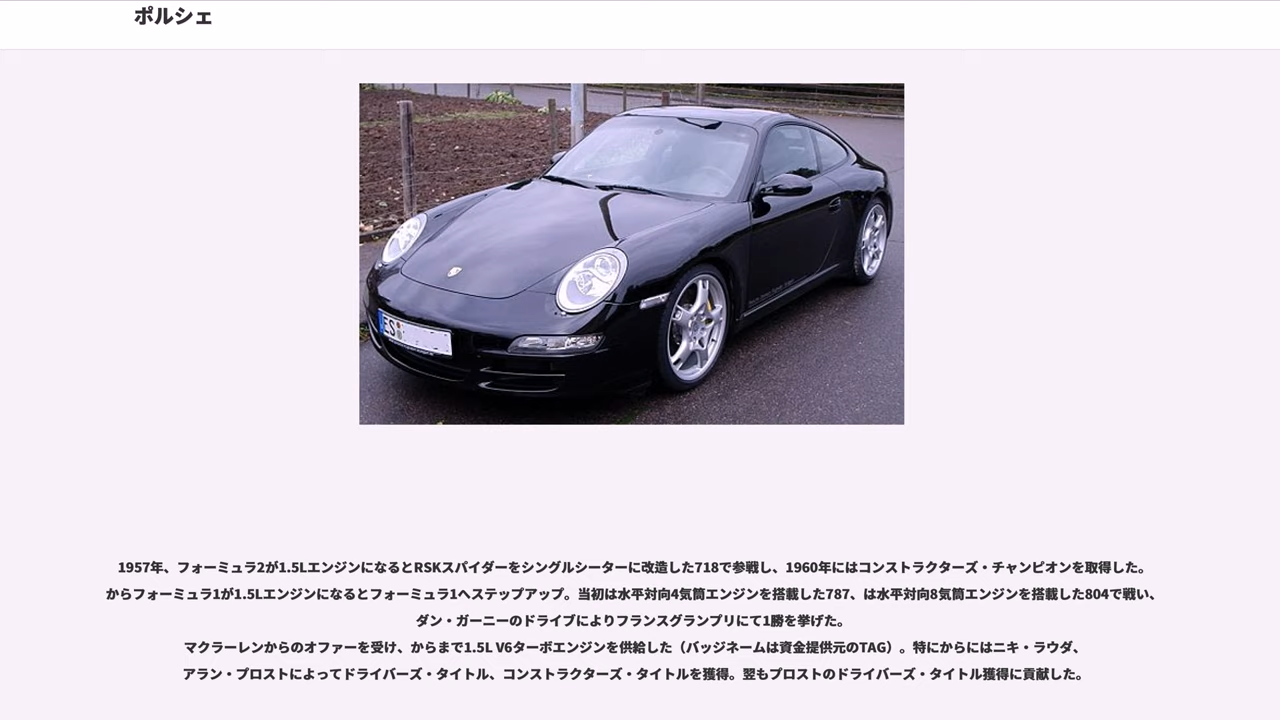 ポルシェ
ES
1957年、フォーミュラ2が1.5LエンジンになるとRSKスパイダーをシングルシーターに改造した718で参戦し、1960年にはコンストラクターズ・チャンピオンを取得した。
からフォーミュラ1が1.5Lエンジンになるとフォーミュラ1へステップアップ。当初は水平対向4気筒エンジンを搭載した787、は水平対向8気筒エンジンを搭載した804で戦い、
ダン・ガーニーのドライブによりフランスグランプリにて1勝を挙げた。
マクラーレンからのオファーを受け、からまで1.5L V6ターボエンジンを供給した（バッジネームは資金提供元のTAG）。特にからにはニキ・ラウダ、
アラン・プロストによってドライバーズ・タイトル、コンストラクターズ・タイトルを獲得。翌もプロストのドライバーズ・タイトル獲得に貢献した。